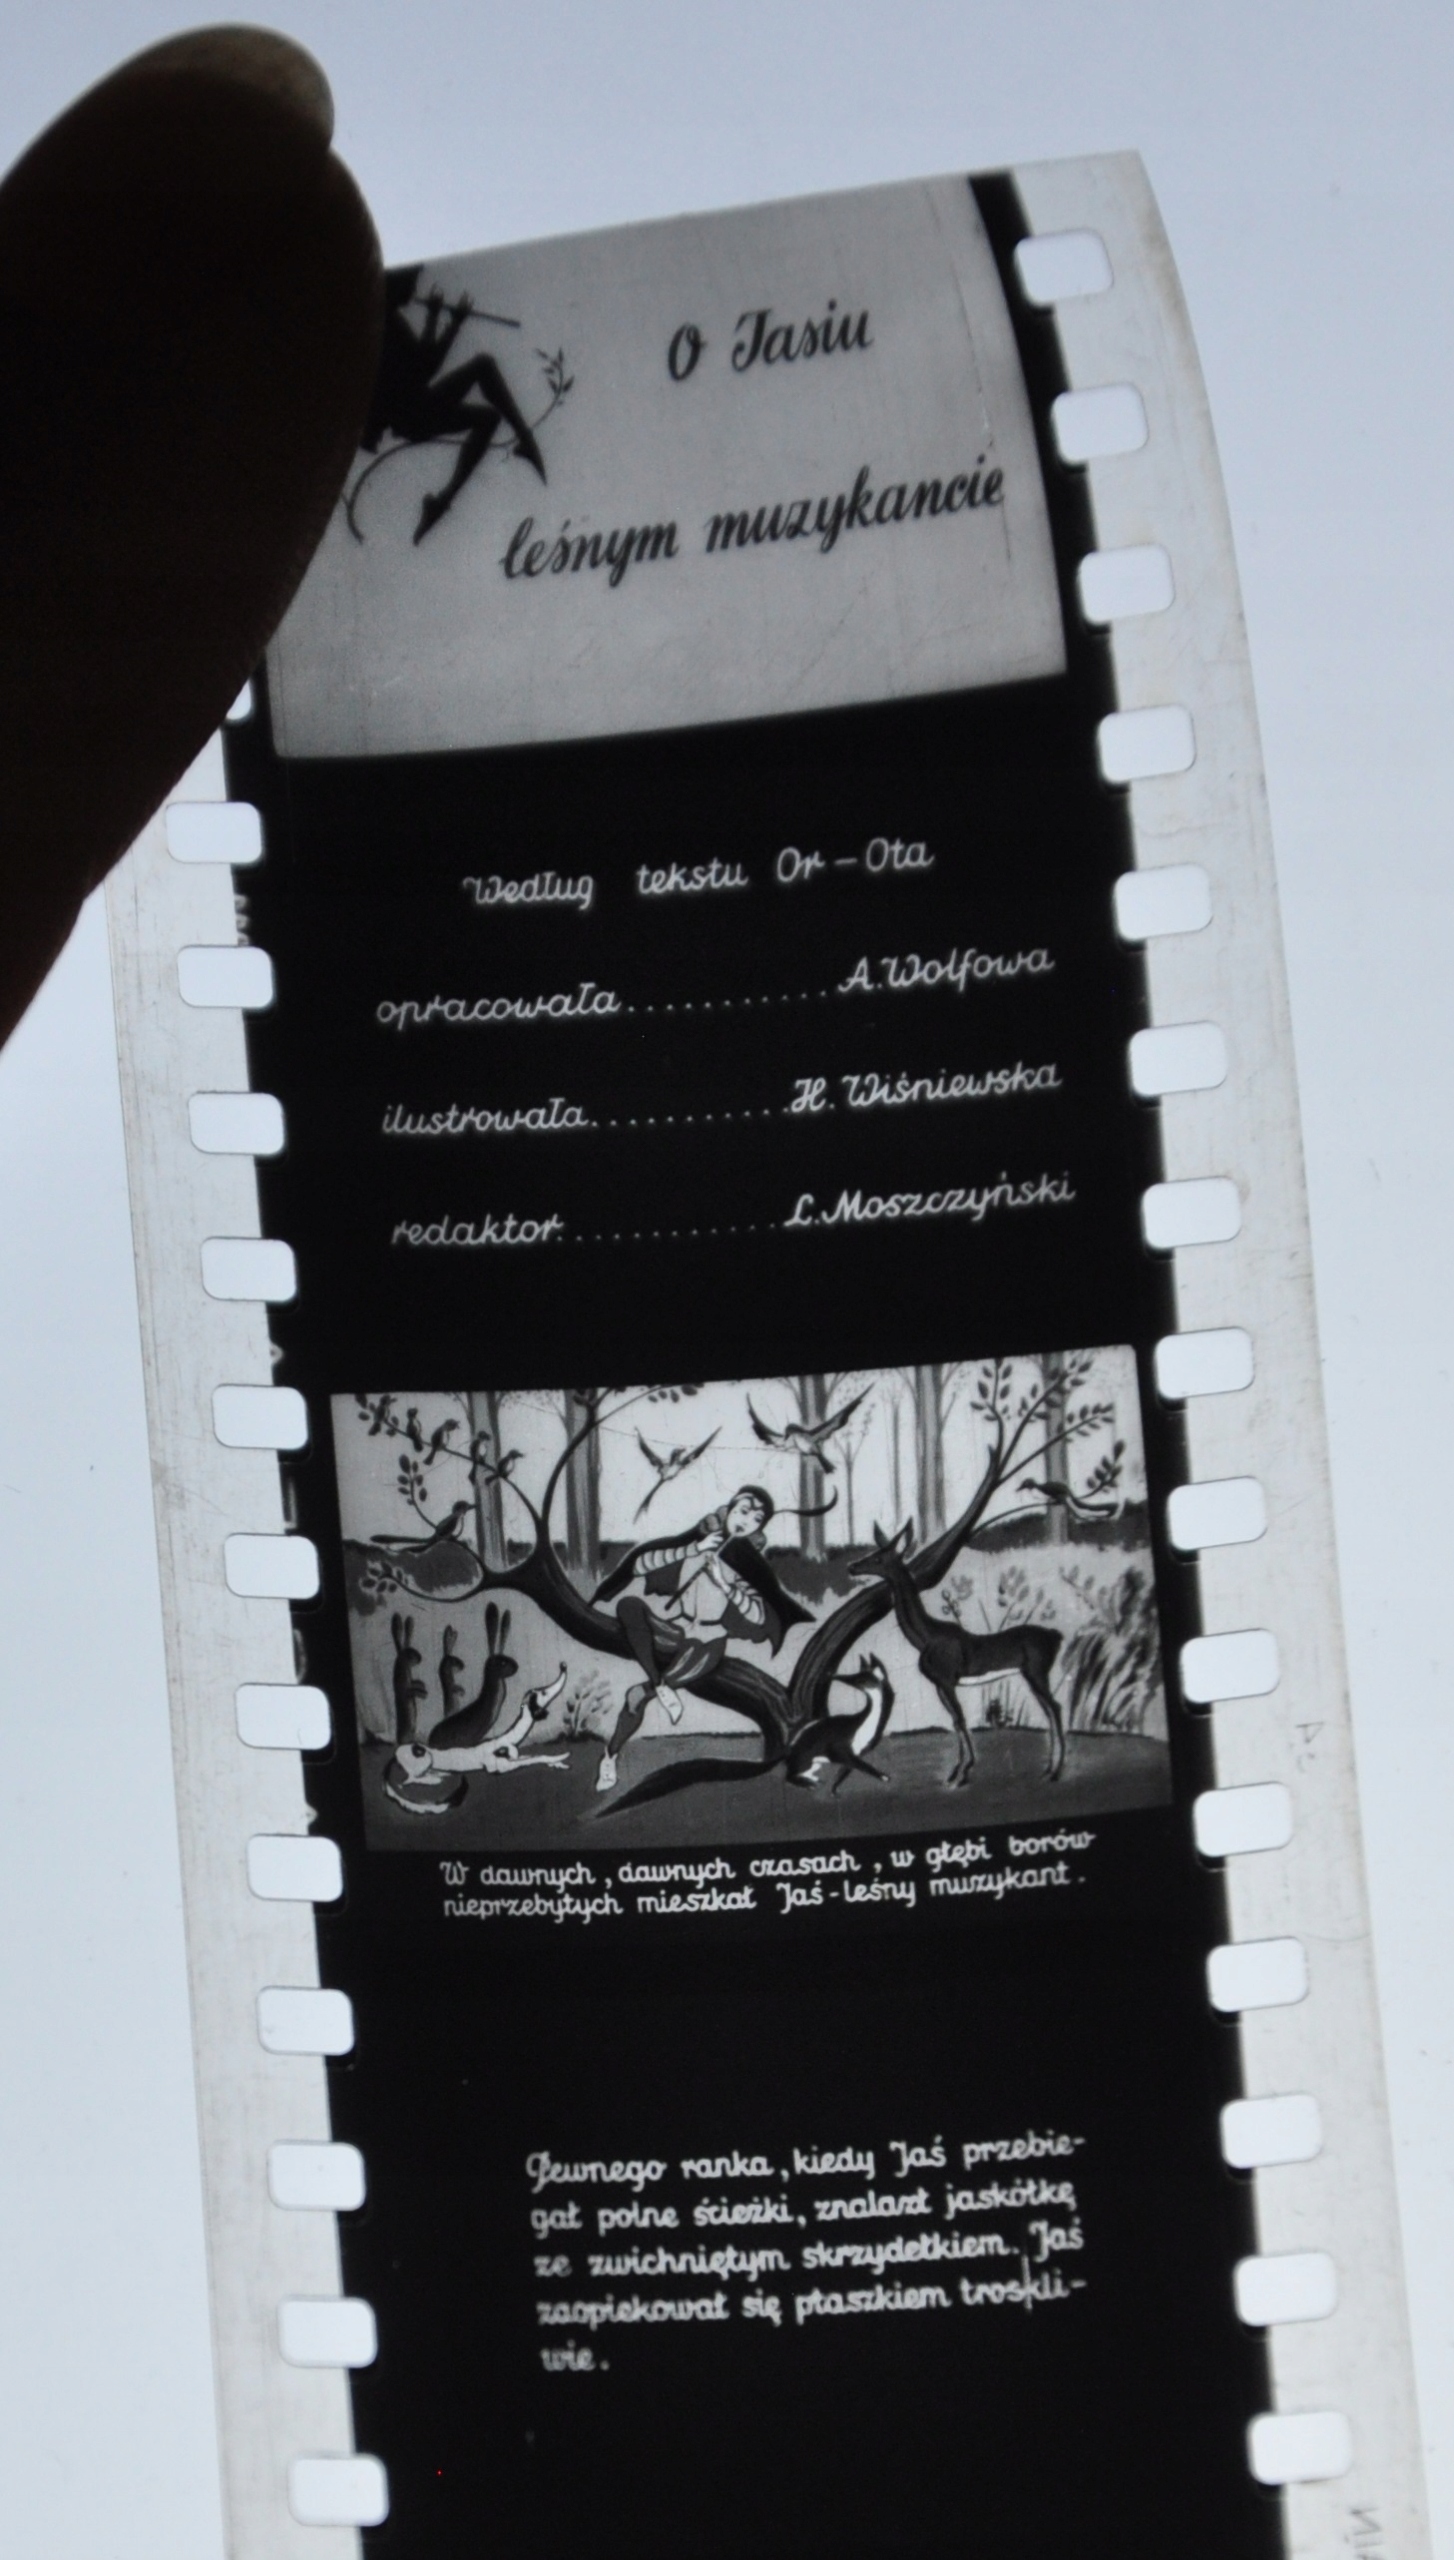 O Jasiu
leśnym muzykancie
Według tekstu Or-Ota
opracowała...........A.Wolfowa
ilustrowała...........H. Wiśniewska
redaktor............L.Moszczyński
W dawnych, dawnych czasach, w głębi borów
nieprzebytych mieszkał Jaś-leśny muzykant.
Pewnego ranka, kiedy Jaś przebie-
gał polne ścieżki, znalazł jaskółkę
ze zwichniętym skrzydełkiem. Jaś
zaopiekował się ptaszkiem troskli-
wie.